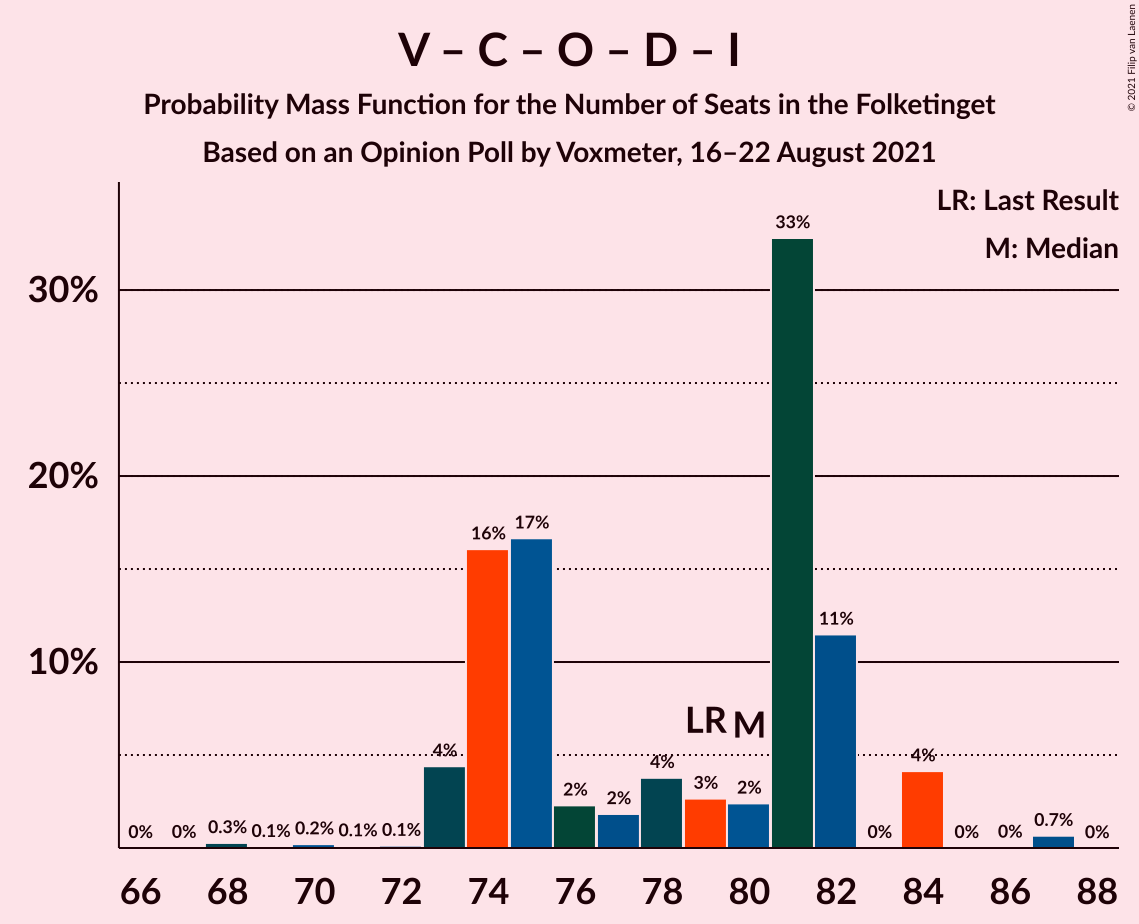 V – C – O – D – I
Probability Mass Function for the Number of Seats in the Folketinget
Based on an Opinion Poll by Voxmeter, 16–22 August 2021
© 2021 Filip van Laenen
LR: Last Result
M: Median
33%
30%
20%
17%
16%
11%
10%
LR M
4%
4%
4%
3%
2%
2%
2%
0% 0% 0.3% 0.1% 0.2% 0.1% 0.1%
0% 0% 0% 0.7% 0%
66 68 70 72 74 76 78 80 82 84 86 88